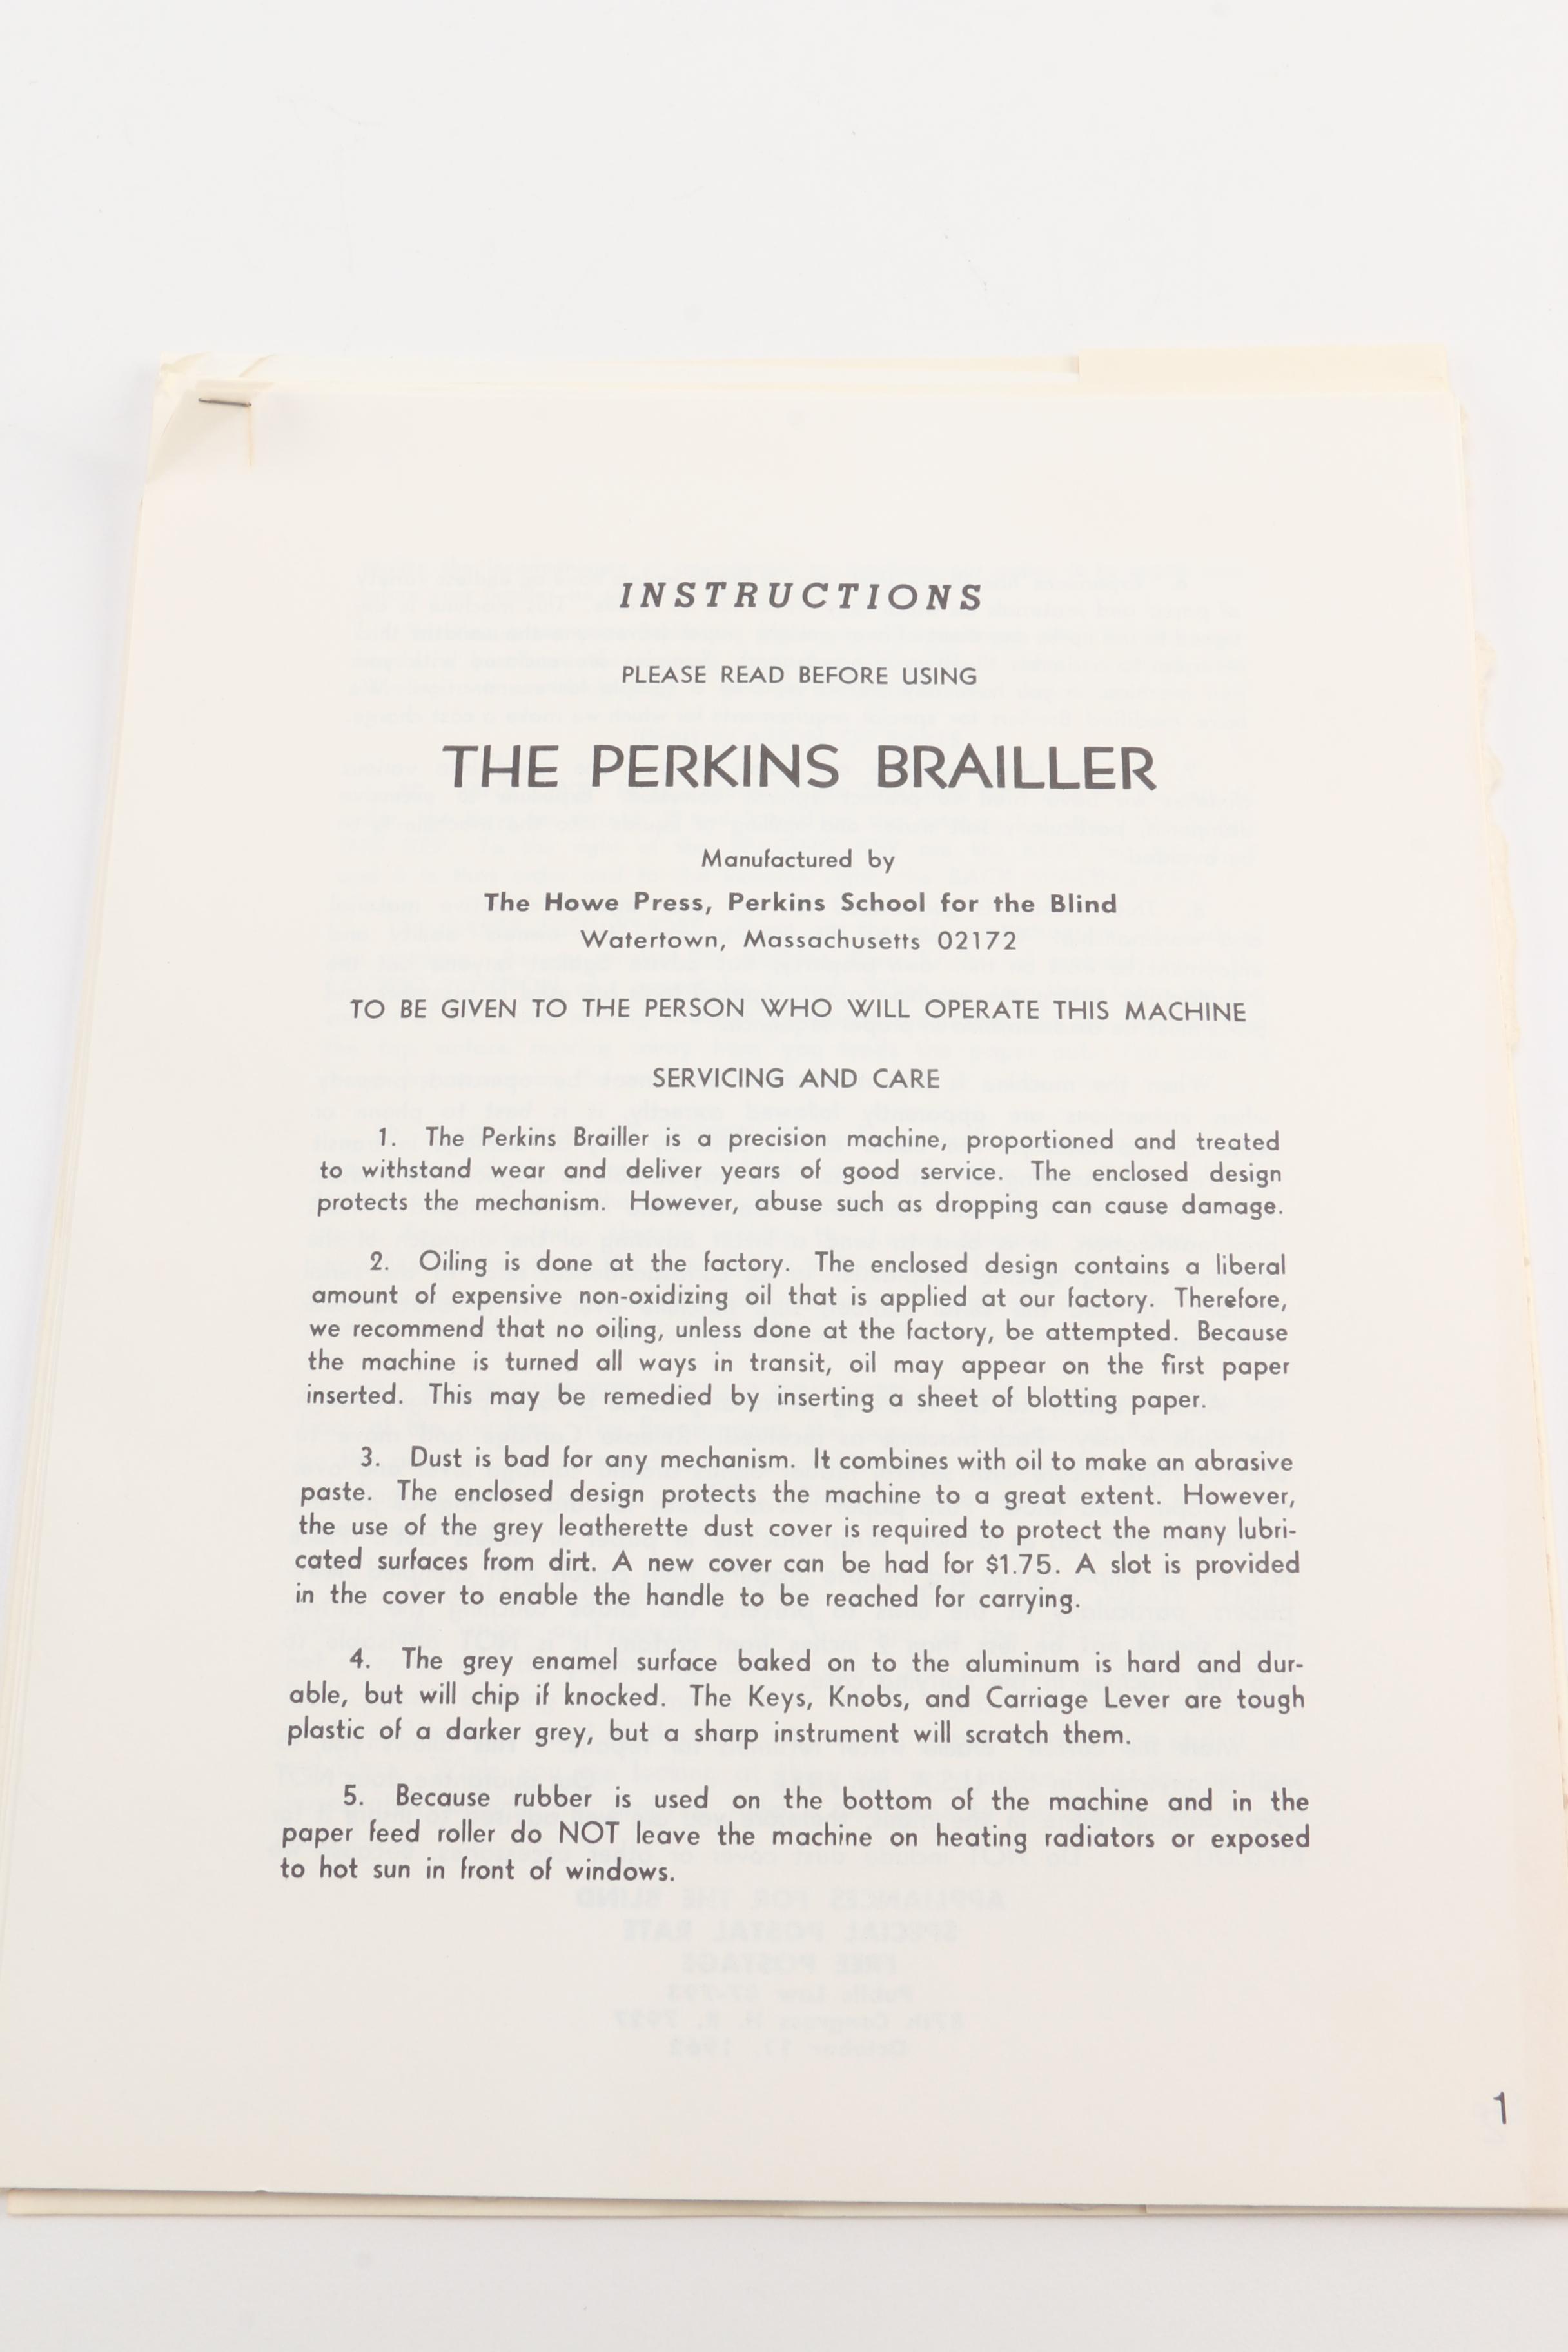 INSTRUCTIONS
PLEASE READ BEFORE USING
THE PERKINS BRAILLER
Manufactured by
The Howe Press, Perkins School for the Blind
Watertown, Massachusetts 02172
TO BE GIVEN TO THE PERSON WHO WILL OPERATE THIS MACHINE
SERVICING AND CARE
1. The Perkins Brailler is a precision machine, proportioned and treated
to withstand wear and deliver years of good service. The enclosed design
protects the mechanism. However, abuse such as dropping can cause damage.
2. Oiling is done at the factory. The enclosed design contains a liberal
amount of expensive non-oxidizing oil that is applied at our factory. Therefore,
we recommend that no oiling, unless done at the factory, be attempted. Because
the machine is turned all ways in transit, oil may appear on the first paper
inserted. This may be remedied by inserting a sheet of blotting paper.
3. Dust is bad for any mechanism. It combines with oil to make an abrasive
paste. The enclosed design protects the machine to a great extent. However,
the use of the grey leatherette dust cover is required to protect the many lubri-
cated surfaces from dirt. A new cover can be had for $1.75. A slot is provided
in the cover to enable the handle to be reached for carrying.
4. The grey enamel surface baked on to the aluminum is hard and dur-
able, but will chip if knocked. The Keys, Knobs, and Carriage Lever are tough
plastic of a darker grey, but a sharp instrument will scratch them.
5. Because rubber is used on the bottom of the machine and in the
paper feed roller do NOT leave the machine on heating radiators or exposed
to hot sun in front of windows.
APPLIANCES FOR THE BLIND
SPECIAL POSTAL RATE
FREE POSTAGE
1